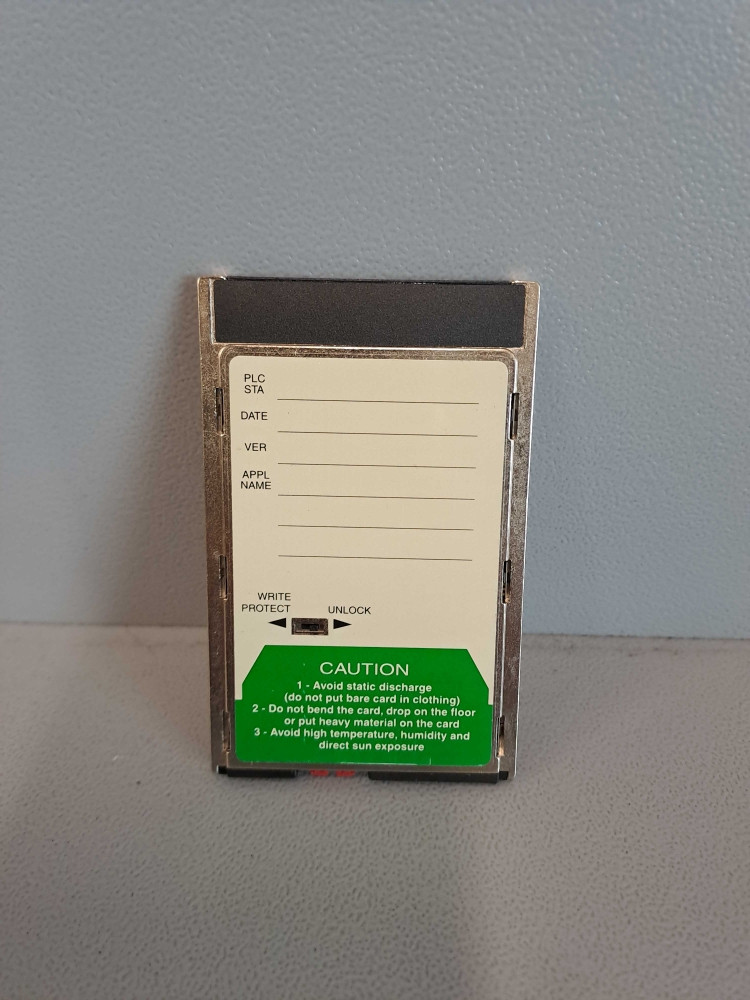 PLC
STA
DATE
VER
APPL
NAME
WRITE
PROTECT
UNLOCK
CAUTION
1 - Avoid static discharge
(do not put bare card in clothing)
2 - Do not bend the card, drop on the floor
or put heavy material on the card
3 - Avoid high temperature, humidity and
direct sun exposure